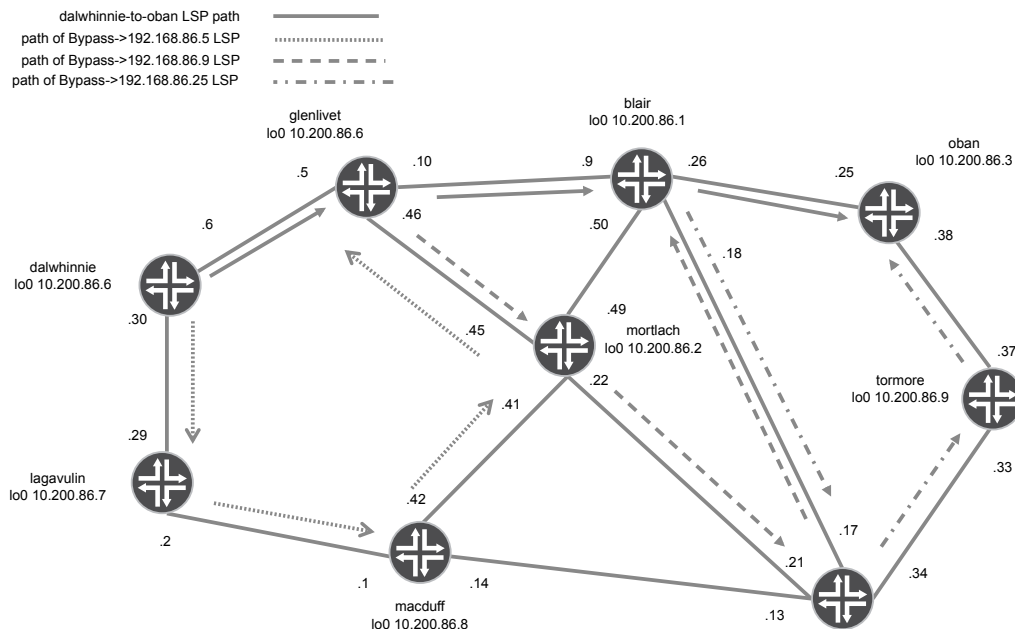 dalwhinnie-to-oban LSP path
path of Bypass->192.168.86.5 LSP
path of Bypass->192.168.86.9 LSP
path of Bypass->192.168.86.25 LSP
glenlivet
lo0 10.200.86.6
blair
lo0 10.200.86.1
oban
lo0 10.200.86.3
.5
.10
.9
.26
.25
.6
.46
.50
.18
.38
dalwhinnie
lo0 10.200.86.6
.30
.45
.49
mortlach
lo0 10.200.86.2
.37
.22
tormore
lo0 10.200.86.9
.41
.29
.33
lagavulin
lo0 10.200.86.7
.42
.2
.17
.21
.34
.1
.14
.13
macduff
lo0 10.200.86.8